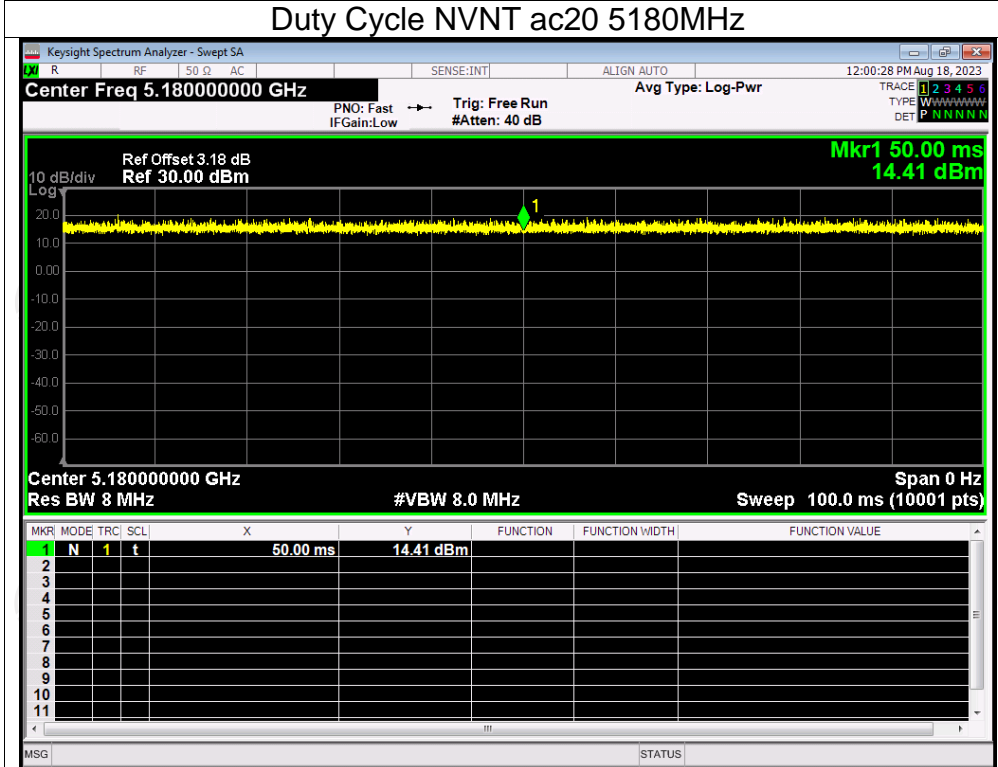 Duty Cycle NVNT ac20 5180MHz
Keysight Spectrum Analyzer - Swept SA
LXI R RF 50 Ω AC SENSE:INT ALIGN AUTO 12:00:28 PM Aug 18, 2023
Center Freq 5.180000000 GHz
PNO: Fast
IFGain:Low
Trig: Free Run
#Atten: 40 dB
Avg Type: Log-Pwr
TRACE 1 2 3 4 5 6
TYPE WWWWWWW
DET P N N N N N
Mkr1 50.00 ms
14.41 dBm
Ref Offset 3.18 dB
10 dB/div Ref 30.00 dBm
Log
1
20.0
10.0
0.00
-10.0
-20.0
-30.0
-40.0
-50.0
-60.0
Center 5.180000000 GHz Span 0 Hz
Res BW 8 MHz #VBW 8.0 MHz Sweep 100.0 ms (10001 pts)
MKR MODE TRC SCL X Y FUNCTION FUNCTION WIDTH FUNCTION VALUE
1 N 1 t 50.00 ms 14.41 dBm
2
3
4
5
6
7
8
9
10
11
MSG STATUS